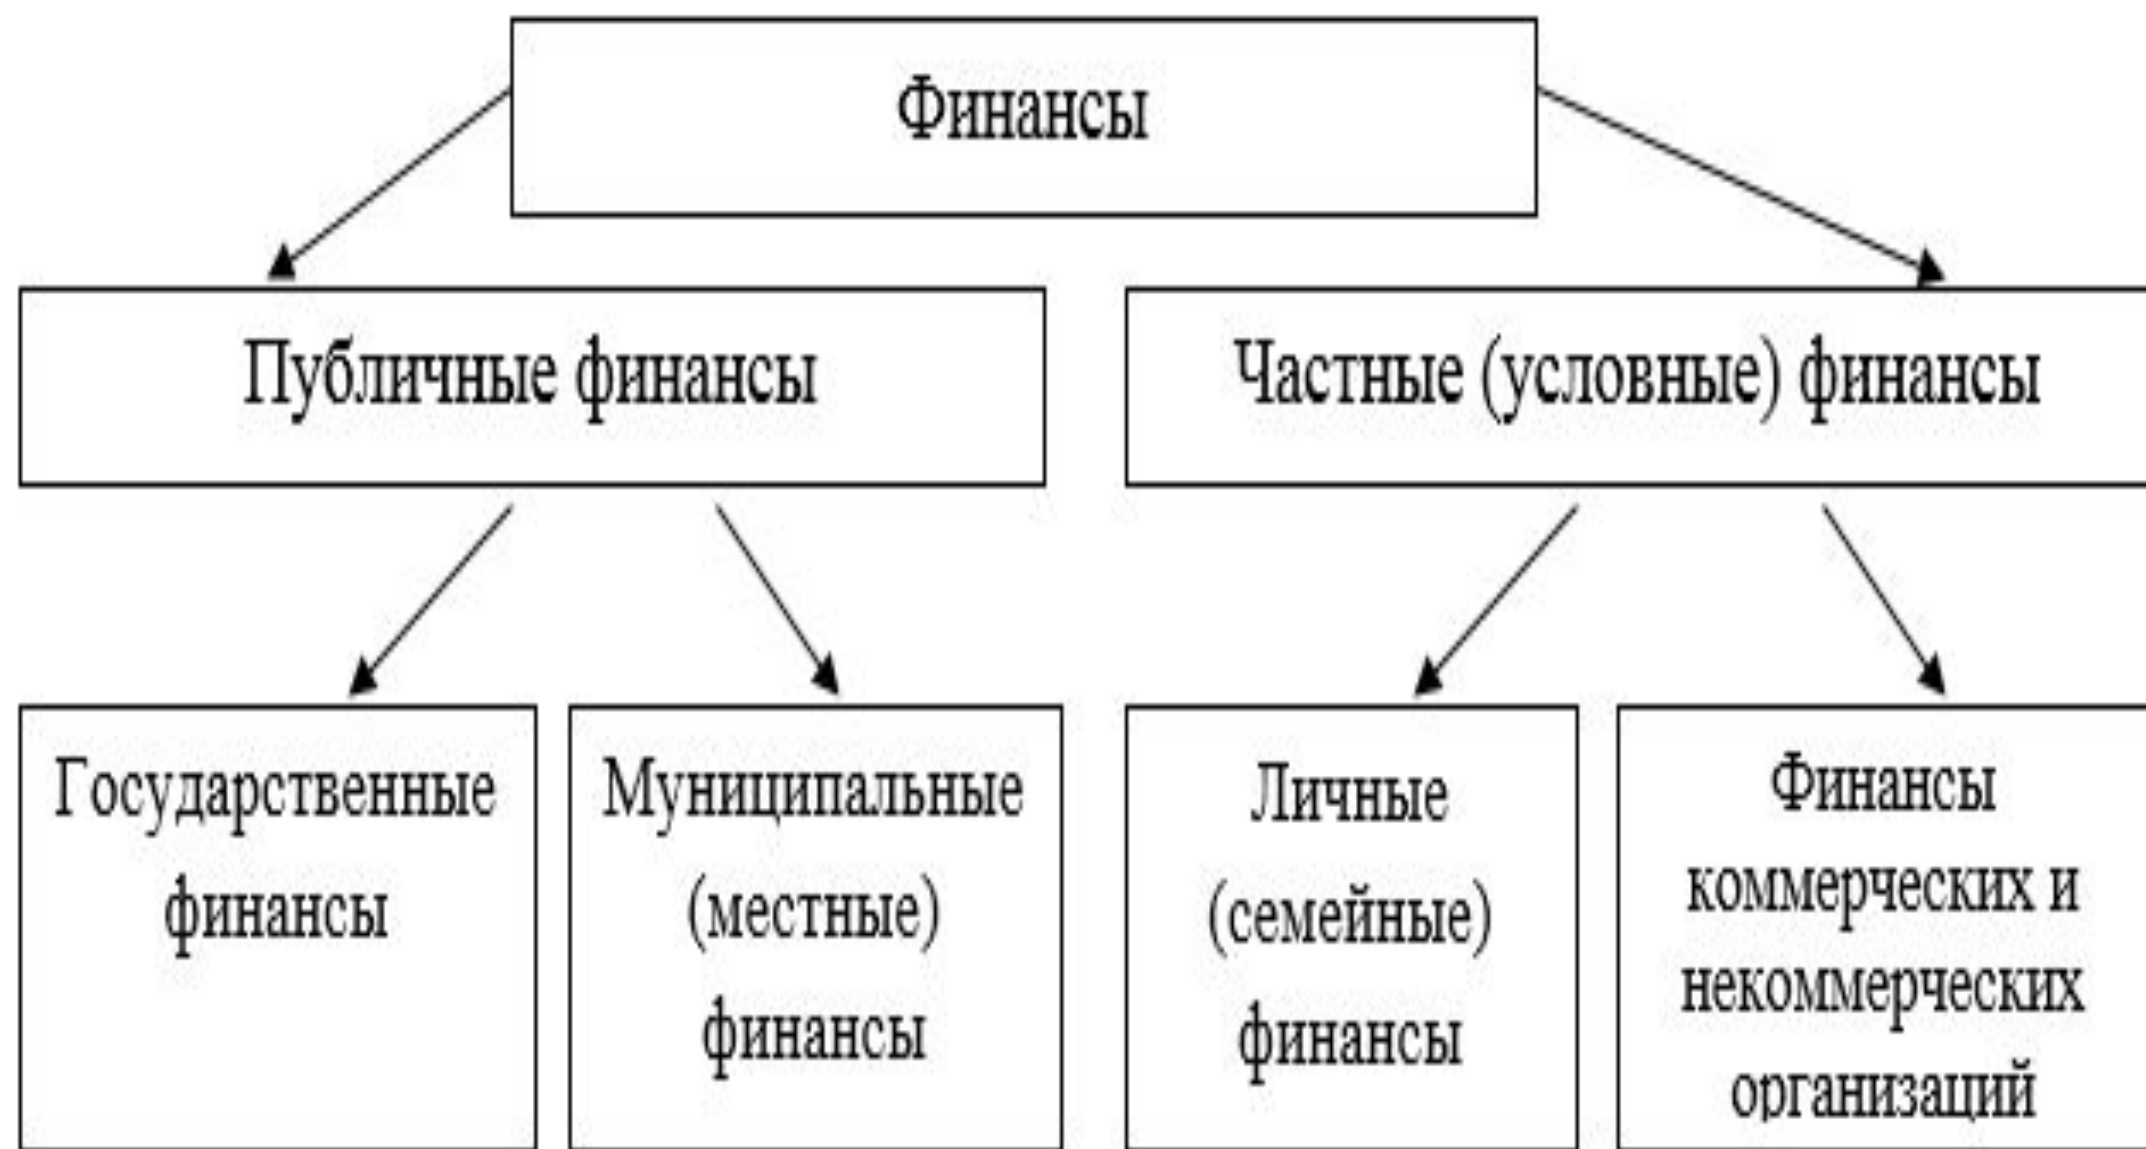 Финансы
Публичные финансы
Частные (условные) финансы
Государственные
финансы
Муниципальные
(местные)
финансы
Личные
(семейные)
финансы
Финансы
коммерческих и
некоммерческих
организаций